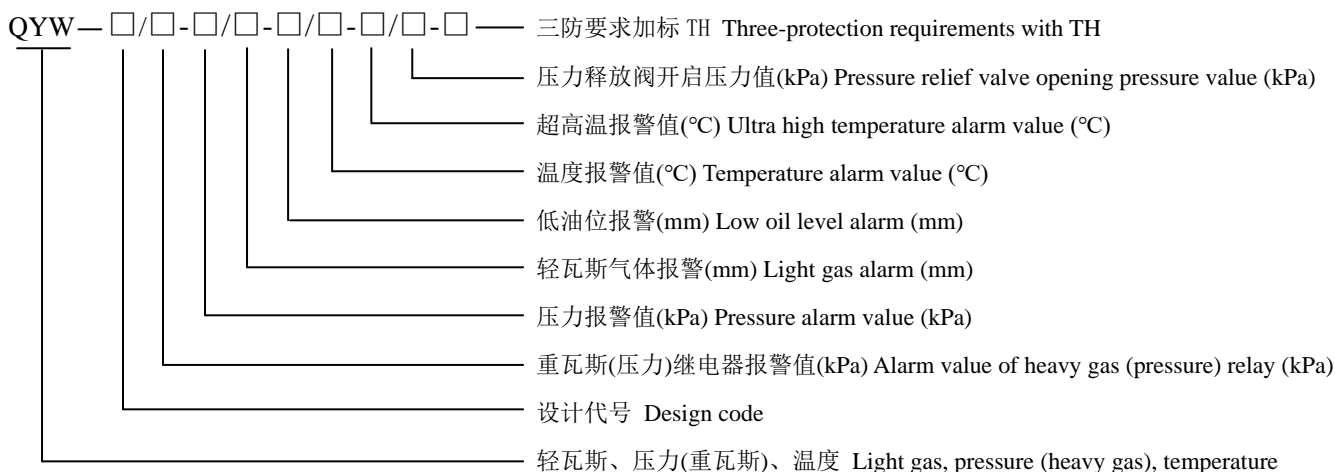 QYW—□/□-□/□-□/□-□/□-□ 三防要求加标 TH Three-protection requirements with TH
压力释放阀开启压力值(kPa) Pressure relief valve opening pressure value (kPa)
超高温报警值(℃) Ultra high temperature alarm value (℃)
温度报警值(℃) Temperature alarm value (℃)
低油位报警(mm) Low oil level alarm (mm)
轻瓦斯气体报警(mm) Light gas alarm (mm)
压力报警值(kPa) Pressure alarm value (kPa)
重瓦斯(压力)继电器报警值(kPa) Alarm value of heavy gas (pressure) relay (kPa)
设计代号 Design code
轻瓦斯、压力(重瓦斯)、温度 Light gas, pressure (heavy gas), temperature